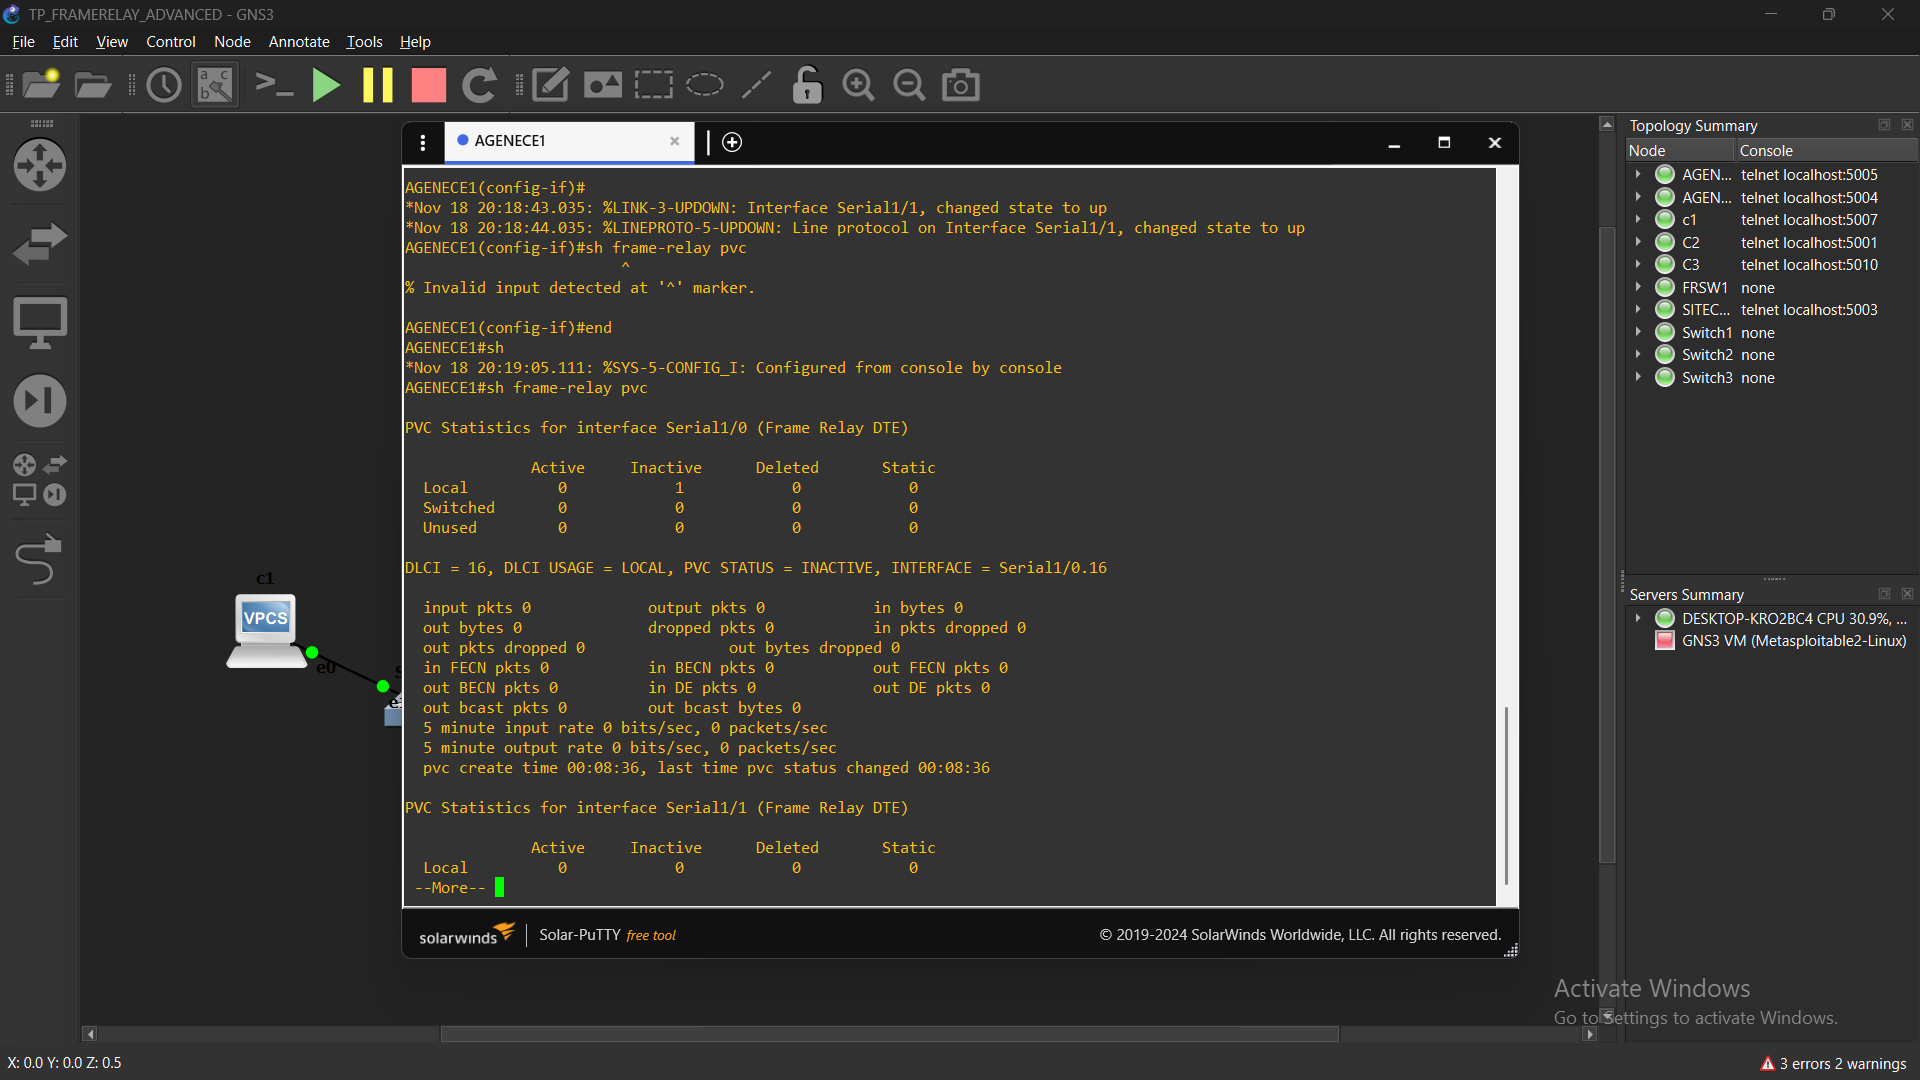 TP_FRAMERELAY_ADVANCED - GNS3
File Edit View Control Node Annotate Tools Help
AGENECE1
AGENECE1(config-if)#
*Nov 18 20:18:43.035: %LINK-3-UPDOWN: Interface Serial1/1, changed state to up
*Nov 18 20:18:44.035: %LINEPROTO-5-UPDOWN: Line protocol on Interface Serial1/1, changed state to up
AGENECE1(config-if)#sh frame-relay pvc
^
% Invalid input detected at '^' marker.
AGENECE1(config-if)#end
AGENECE1#sh
*Nov 18 20:19:05.111: %SYS-5-CONFIG_I: Configured from console by console
AGENECE1#sh frame-relay pvc
PVC Statistics for interface Serial1/0 (Frame Relay DTE)
Active Inactive Deleted Static
Local 0 1 0 0
Switched 0 0 0 0
Unused 0 0 0 0
DLCI = 16, DLCI USAGE = LOCAL, PVC STATUS = INACTIVE, INTERFACE = Serial1/0.16
input pkts 0 output pkts 0 in bytes 0
out bytes 0 dropped pkts 0 in pkts dropped 0
out pkts dropped 0 out bytes dropped 0
in FECN pkts 0 in BECN pkts 0 out FECN pkts 0
out BECN pkts 0 in DE pkts 0 out DE pkts 0
out bcast pkts 0 out bcast bytes 0
5 minute input rate 0 bits/sec, 0 packets/sec
5 minute output rate 0 bits/sec, 0 packets/sec
pvc create time 00:08:36, last time pvc status changed 00:08:36
PVC Statistics for interface Serial1/1 (Frame Relay DTE)
Active Inactive Deleted Static
Local 0 0 0 0
--More--
solarwinds Solar-PuTTY free tool © 2019-2024 SolarWinds Worldwide, LLC. All rights reserved.
c1
VPCS
e0
Topology Summary
Node Console
AGEN... telnet localhost:5005
AGEN... telnet localhost:5004
c1 telnet localhost:5007
C2 telnet localhost:5001
C3 telnet localhost:5010
FRSW1 none
SITEC... telnet localhost:5003
Switch1 none
Switch2 none
Switch3 none
Servers Summary
DESKTOP-KRO2BC4 CPU 30.9%, ...
GNS3 VM (Metasploitable2-Linux)
Activate Windows
Go to Settings to activate Windows.
X: 0.0 Y: 0.0 Z: 0.5
3 errors 2 warnings